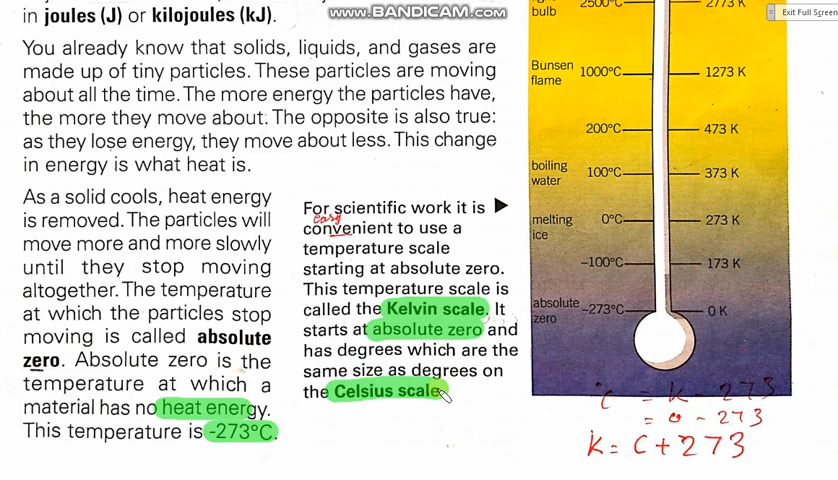 in joules (J) or kilojoules (kJ).
www.BANDICAM.com
Exit Full Screen
You already know that solids, liquids, and gases are
made up of tiny particles. These particles are moving
about all the time. The more energy the particles have,
the more they move about. The opposite is also true:
as they lose energy, they move about less. This change
in energy is what heat is.
As a solid cools, heat energy
is removed. The particles will
move more and more slowly
until they stop moving
altogether. The temperature
at which the particles stop
moving is called absolute
zero. Absolute zero is the
temperature at which a
material has no heat energy.
This temperature is -273°C.
For scientific work it is ▶
easy
convenient to use a
temperature scale
starting at absolute zero.
This temperature scale is
called the Kelvin scale. It
starts at absolute zero and
has degrees which are the
same size as degrees on
the Celsius scale
bulb 2500°C 2773 K
Bunsen
flame 1000°C 1273 K
200°C 473 K
boiling
water 100°C 373 K
melting
ice 0°C 273 K
-100°C 173 K
absolute
zero -273°C 0 K
°C = K - 273
= 0 - 273
K = C + 273